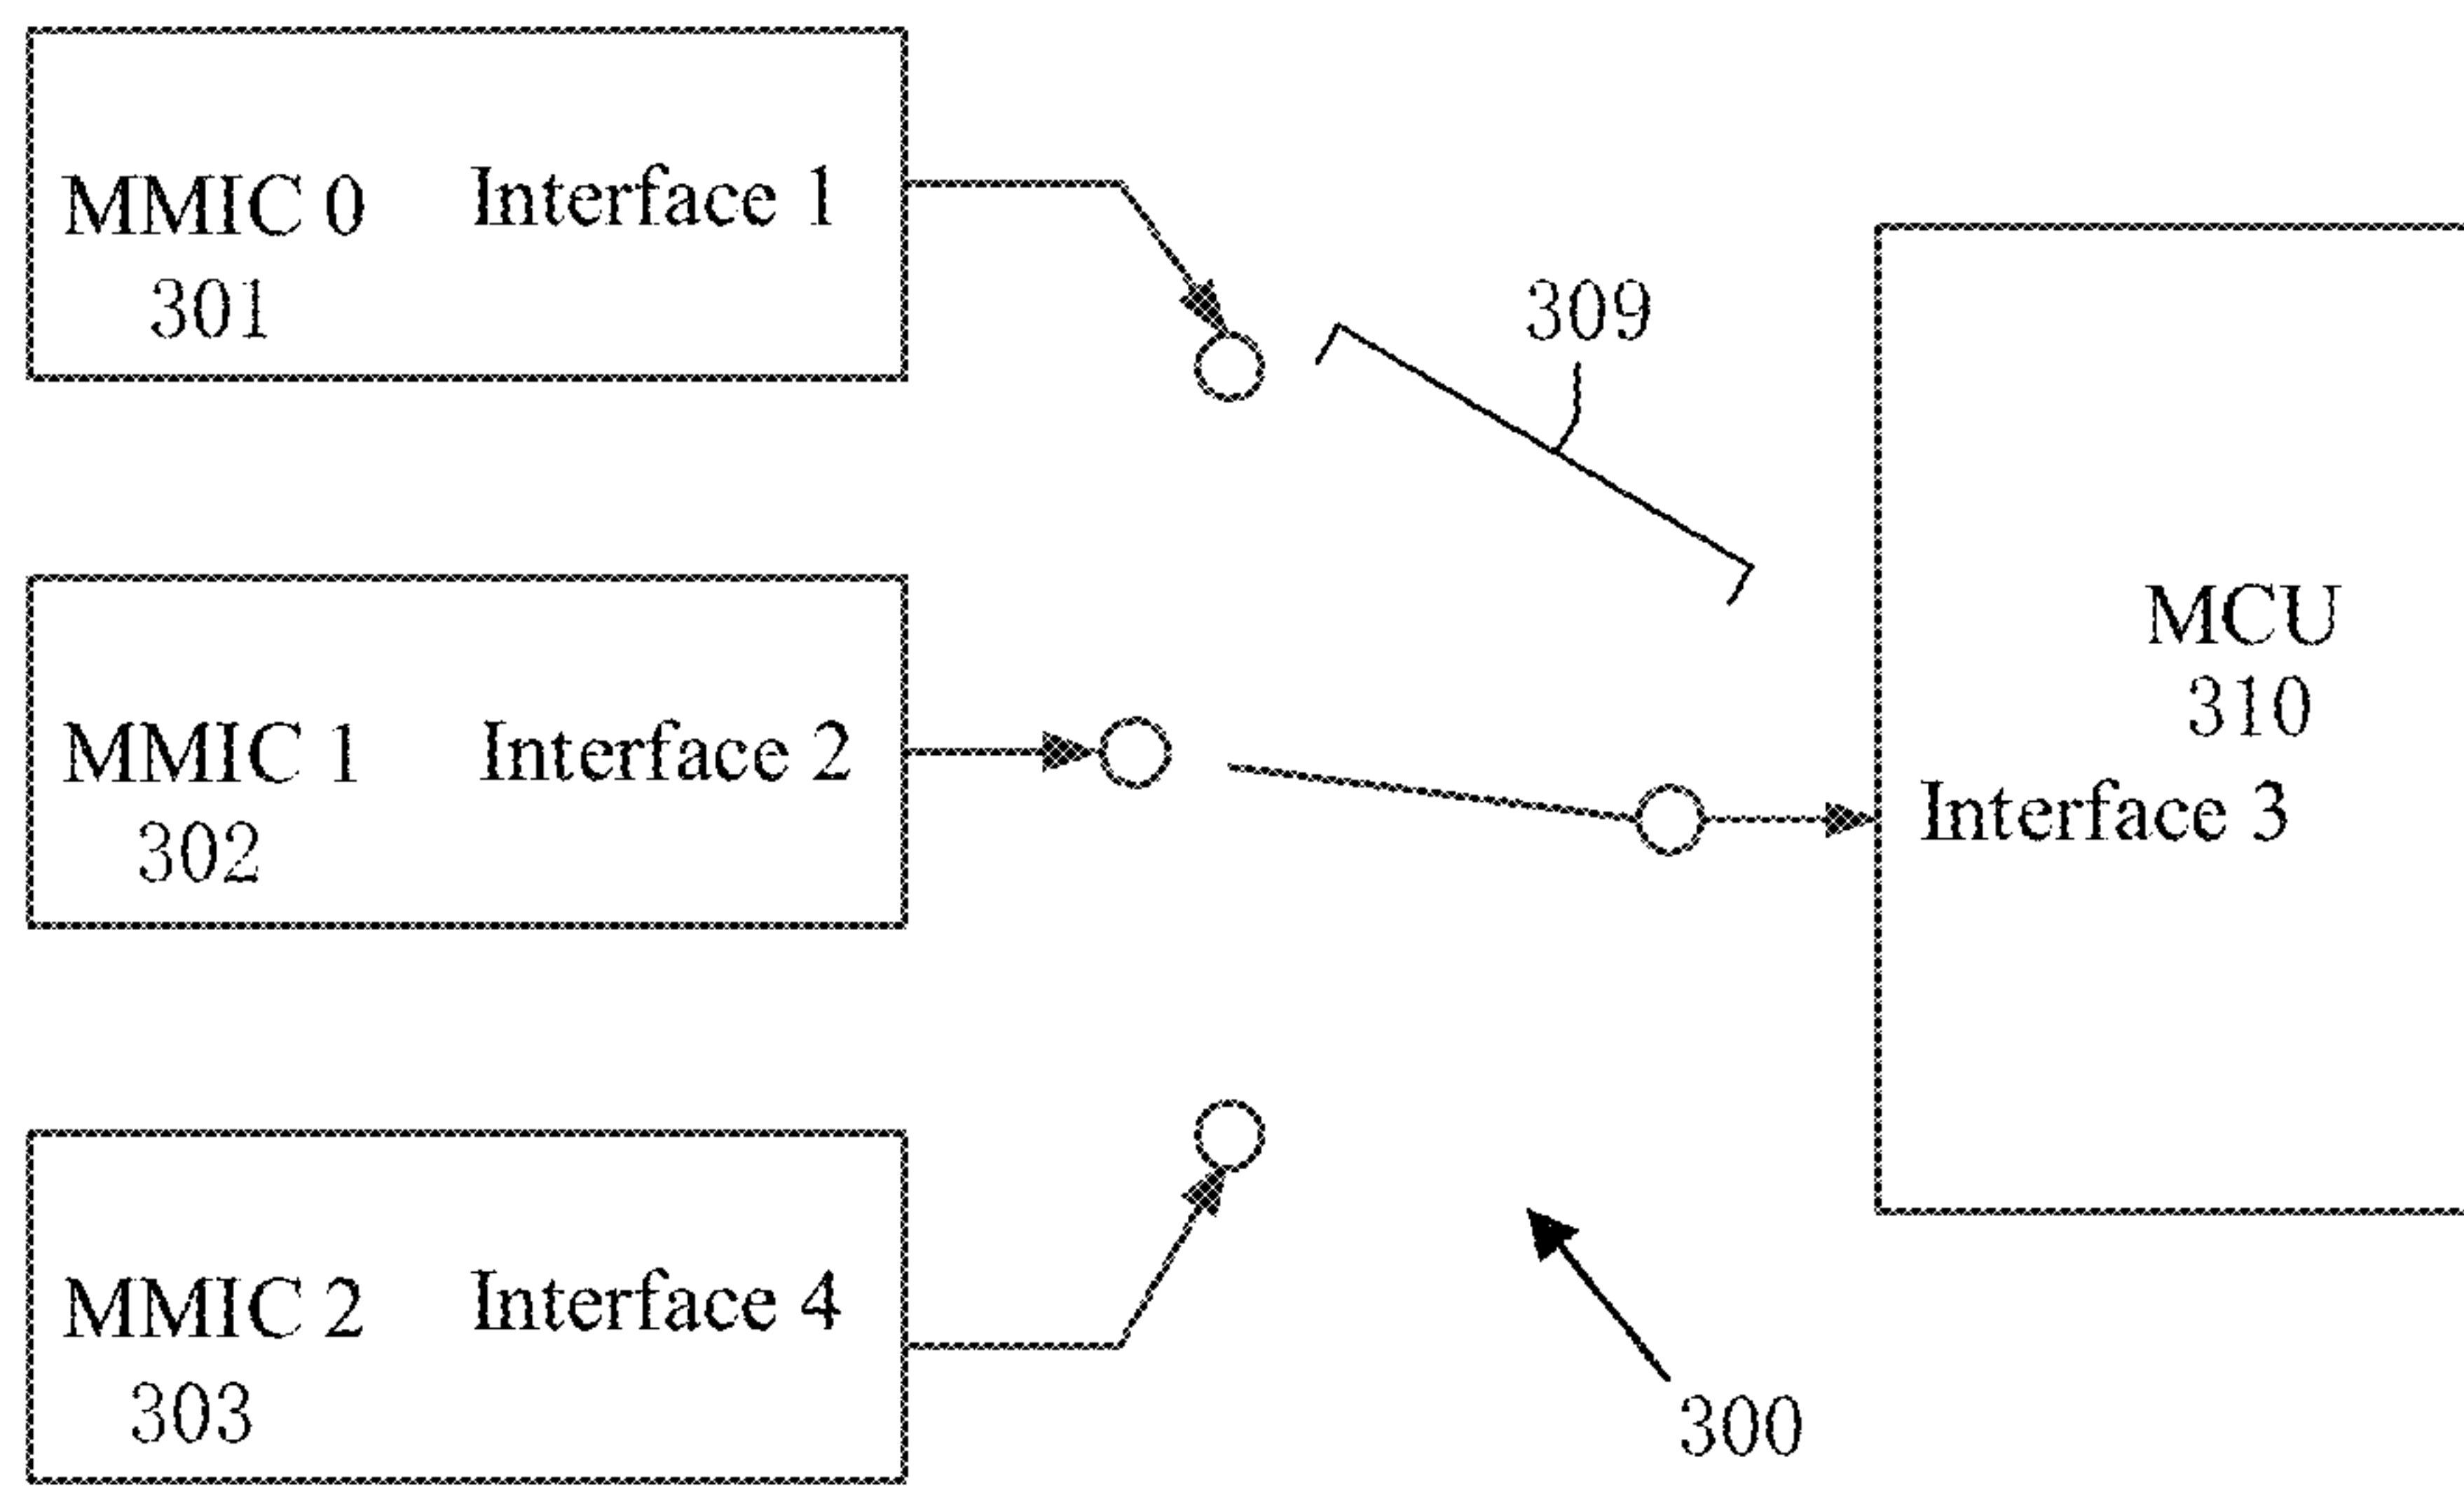 MMIC 0 Interface 1
301
309
MCU
310
Interface 3
MMIC 1 Interface 2
302
MMIC 2 Interface 4
303
300